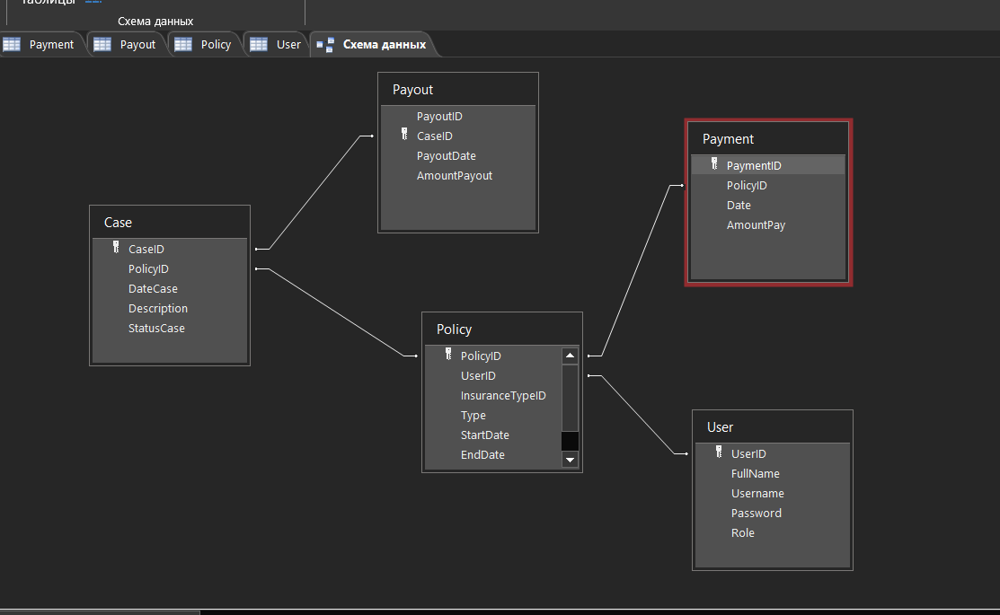 Таблицы
Схема данных
Payment
Payout
Policy
User
Схема данных
Payout
PayoutID
CaseID
PayoutDate
AmountPayout
Payment
PaymentID
PolicyID
Date
AmountPay
Case
CaseID
PolicyID
DateCase
Description
StatusCase
Policy
PolicyID
UserID
InsuranceTypeID
Type
StartDate
EndDate
User
UserID
FullName
Username
Password
Role